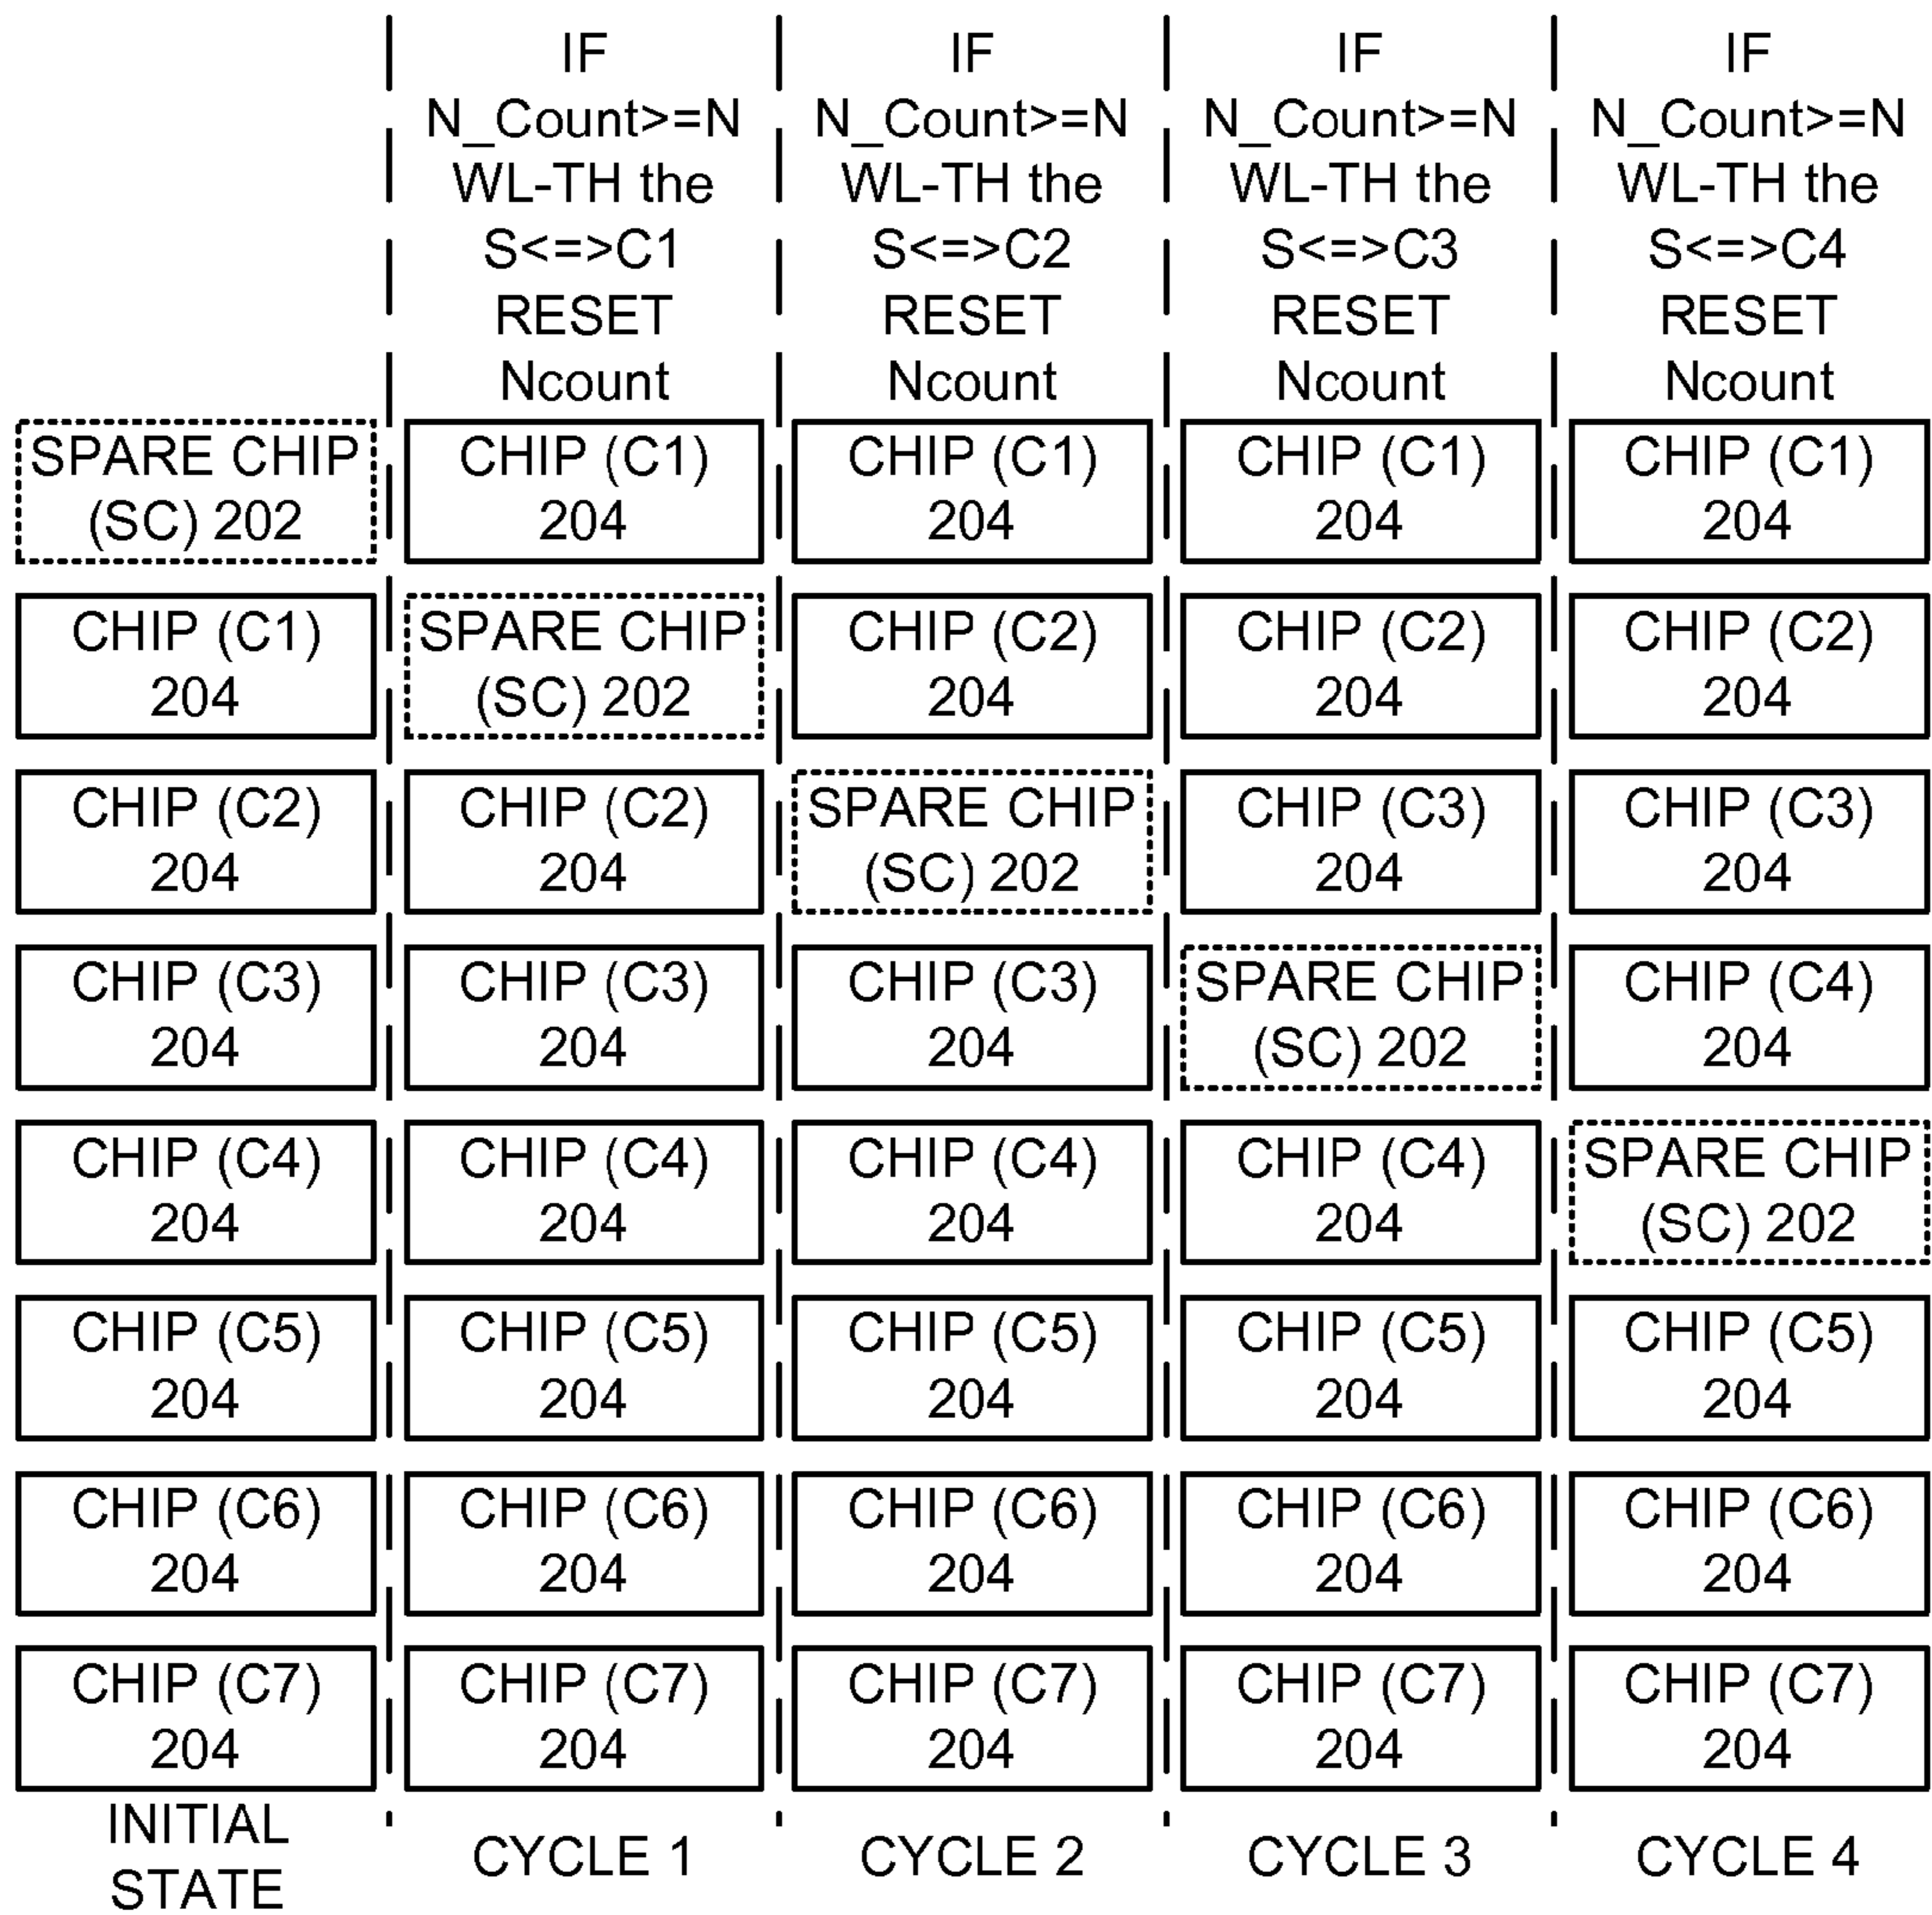 IF
N_Count>=N
WL-TH the
S<=>C1
RESET
Ncount
IF
N_Count>=N
WL-TH the
S<=>C2
RESET
Ncount
IF
N_Count>=N
WL-TH the
S<=>C3
RESET
Ncount
IF
N_Count>=N
WL-TH the
S<=>C4
RESET
Ncount
SPARE CHIP
(SC) 202
CHIP (C1)
204
CHIP (C1)
204
CHIP (C1)
204
CHIP (C1)
204
CHIP (C1)
204
SPARE CHIP
(SC) 202
CHIP (C2)
204
CHIP (C2)
204
CHIP (C2)
204
CHIP (C2)
204
CHIP (C2)
204
SPARE CHIP
(SC) 202
CHIP (C3)
204
CHIP (C3)
204
CHIP (C3)
204
CHIP (C3)
204
CHIP (C3)
204
SPARE CHIP
(SC) 202
CHIP (C4)
204
CHIP (C4)
204
CHIP (C4)
204
CHIP (C4)
204
CHIP (C4)
204
SPARE CHIP
(SC) 202
CHIP (C5)
204
CHIP (C5)
204
CHIP (C5)
204
CHIP (C5)
204
CHIP (C5)
204
CHIP (C6)
204
CHIP (C6)
204
CHIP (C6)
204
CHIP (C6)
204
CHIP (C6)
204
CHIP (C7)
204
CHIP (C7)
204
CHIP (C7)
204
CHIP (C7)
204
CHIP (C7)
204
INITIAL
STATE
CYCLE 1
CYCLE 2
CYCLE 3
CYCLE 4